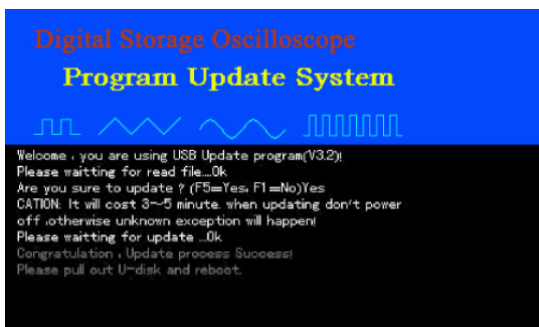 Digital Storage Oscilloscope
Program Update System
Welcome , you are using USB Update program(V3.2)!
Please waitting for read file...Ok
Are you sure to update ? (F5=Yes, F1=No)Yes
CATION: It will cost 3~5 minute. when updating don't power
off ,otherwise unknown exception will happen!
Please waitting for update ...Ok
Congratulation , Update process Success!
Please pull out U-disk and reboot.